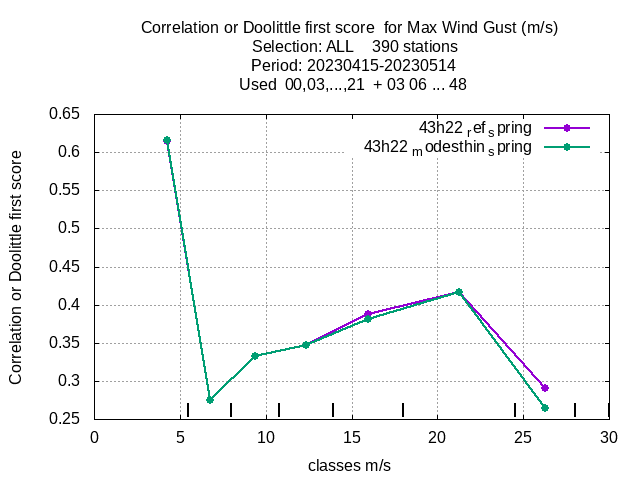 Correlation or Doolittle first score  for Max Wind Gust (m/s)
Selection: ALL    390 stations
Period: 20230415-20230514
Used  00,03,...,21  + 03 06 ... 48
43h22 ref spring
43h22 modesthin spring
Correlation or Doolittle first score
0.65
0.6
0.55
0.5
0.45
0.4
0.35
0.3
0.25
0 5 10 15 20 25 30
classes m/s